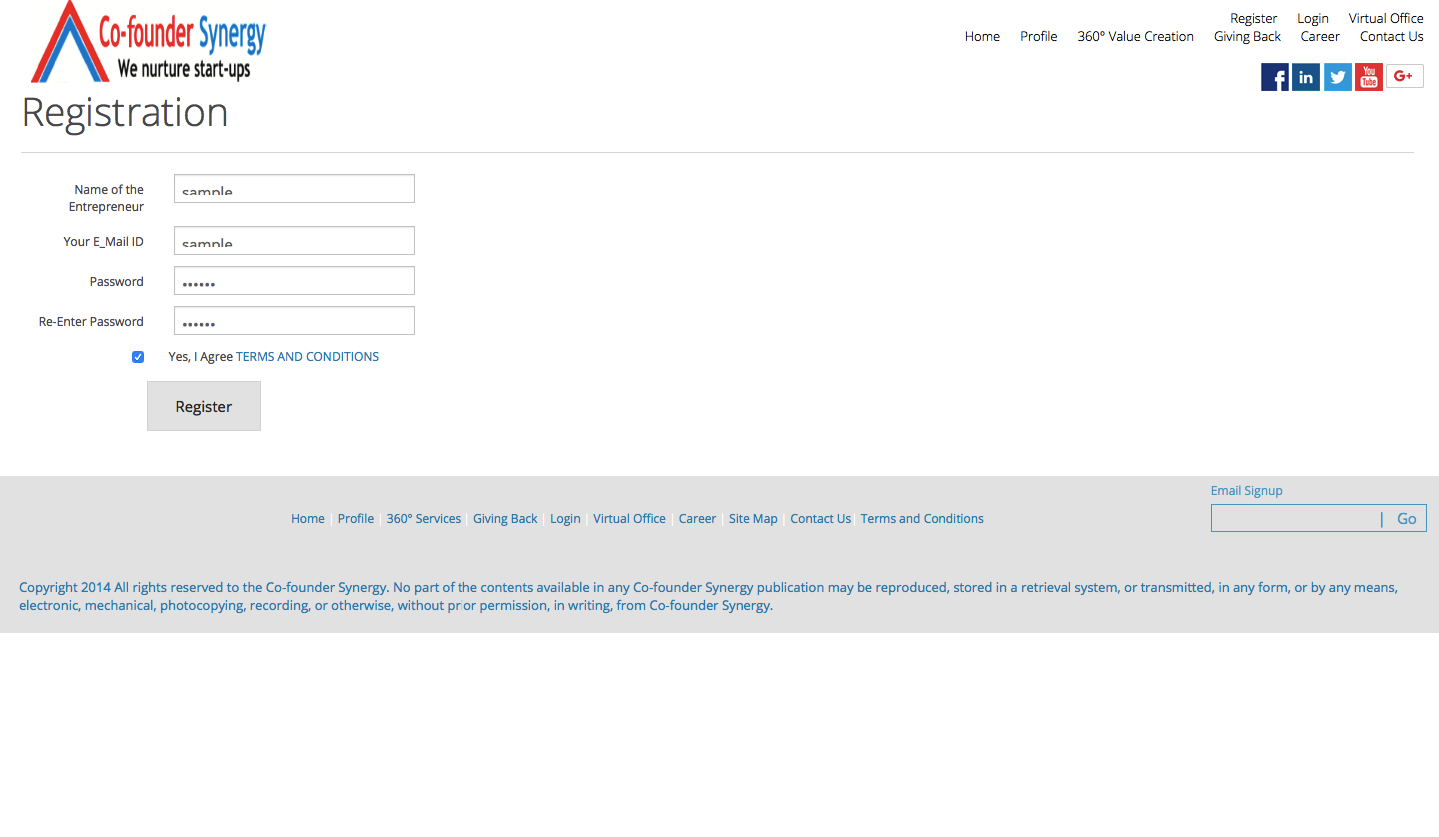 Co-founder Synergy
We nurture start-ups
Register Login Virtual Office
Home Profile 360° Value Creation Giving Back Career Contact Us
f in You Tube G+
Registration
Name of the
Entrepreneur
sample
Your E_Mail ID
sample
Password
••••••
Re-Enter Password
••••••
Yes, I Agree TERMS AND CONDITIONS
Register
Email Signup
Home | Profile | 360° Services | Giving Back | Login | Virtual Office | Career | Site Map | Contact Us | Terms and Conditions
| Go
Copyright 2014 All rights reserved to the Co-founder Synergy. No part of the contents available in any Co-founder Synergy publication may be reproduced, stored in a retrieval system, or transmitted, in any form, or by any means,
electronic, mechanical, photocopying, recording, or otherwise, without prior permission, in writing, from Co-founder Synergy.